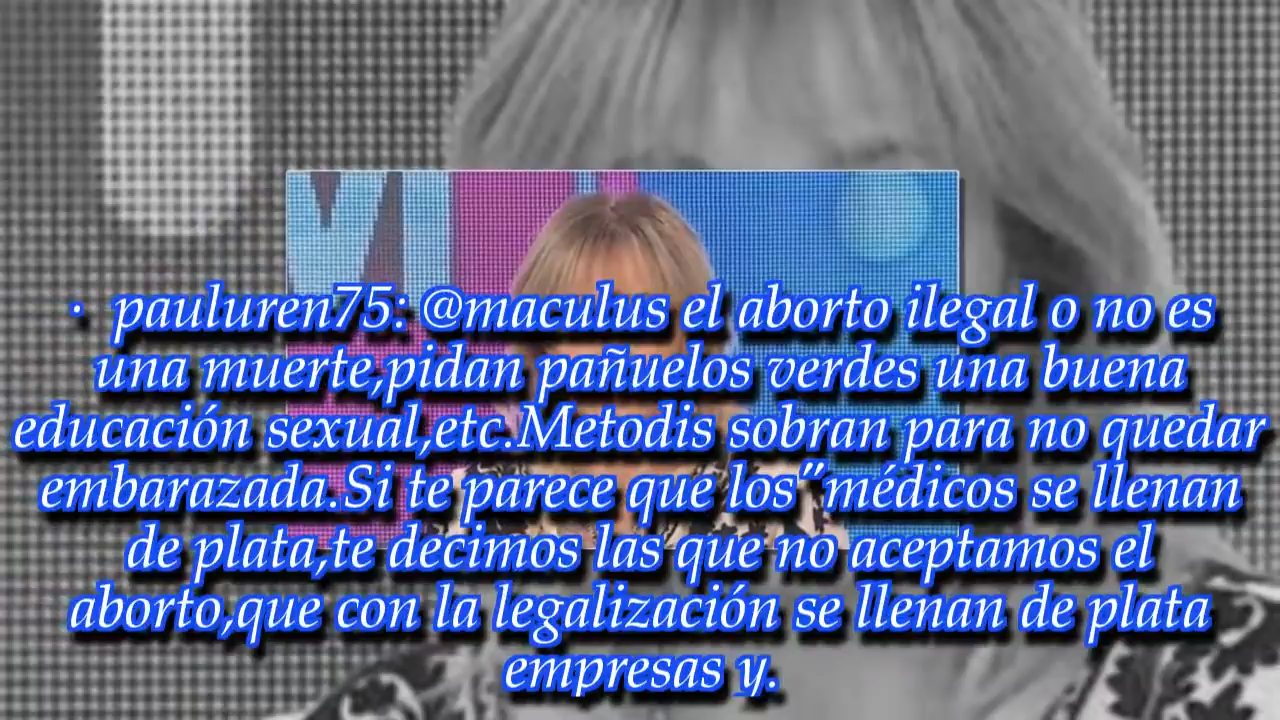 · pauluren75: @maculus el aborto ilegal o no es
una muerte,pidan pañuelos verdes una buena
educación sexual,etc.Metodis sobran para no quedar
embarazada.Si te parece que los"médicos se llenan
de plata,te decimos las que no aceptamos el
aborto,que con la legalización se llenan de plata
empresas y.